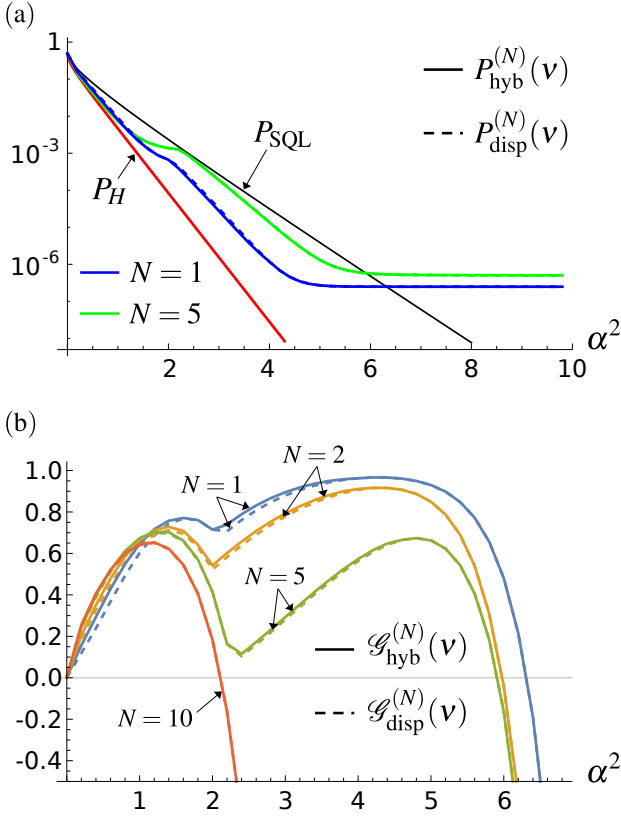 (a)
1
10⁻³
10⁻⁶
P_hyb^(N)(ν)
P_disp^(N)(ν)
P_SQL
P_H
N = 1
N = 5
2 4 6 8 10
α²
(b)
1.0
0.8
0.6
0.4
0.2
0.0
-0.2
-0.4
N = 1
N = 2
N = 5
N = 10
𝒢_hyb^(N)(ν)
𝒢_disp^(N)(ν)
1 2 3 4 5 6
α²